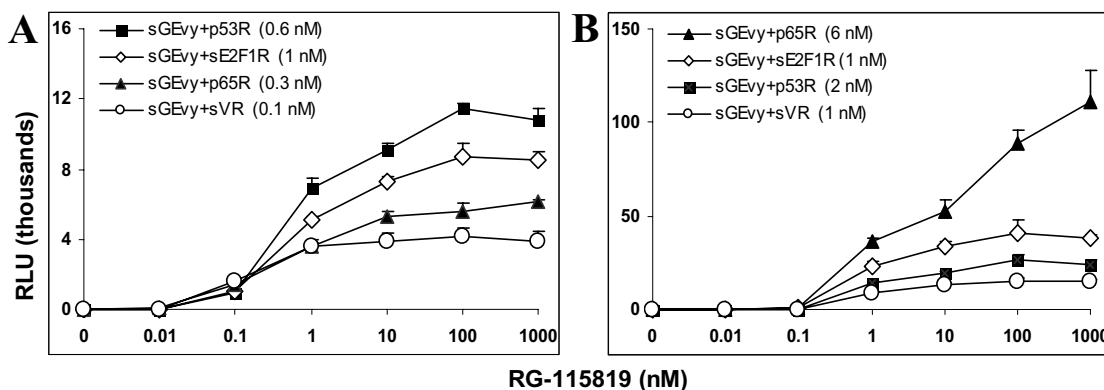 A
sGEvy+p53R (0.6 nM)
sGEvy+sE2F1R (1 nM)
sGEvy+p65R (0.3 nM)
sGEvy+sVR (0.1 nM)
16
12
8
4
0
0 0.01 0.1 1 10 100 1000
RLU (thousands)
B
sGEvy+p65R (6 nM)
sGEvy+sE2F1R (1 nM)
sGEvy+p53R (2 nM)
sGEvy+sVR (1 nM)
150
100
50
0
0 0.01 0.1 1 10 100 1000
RG-115819 (nM)